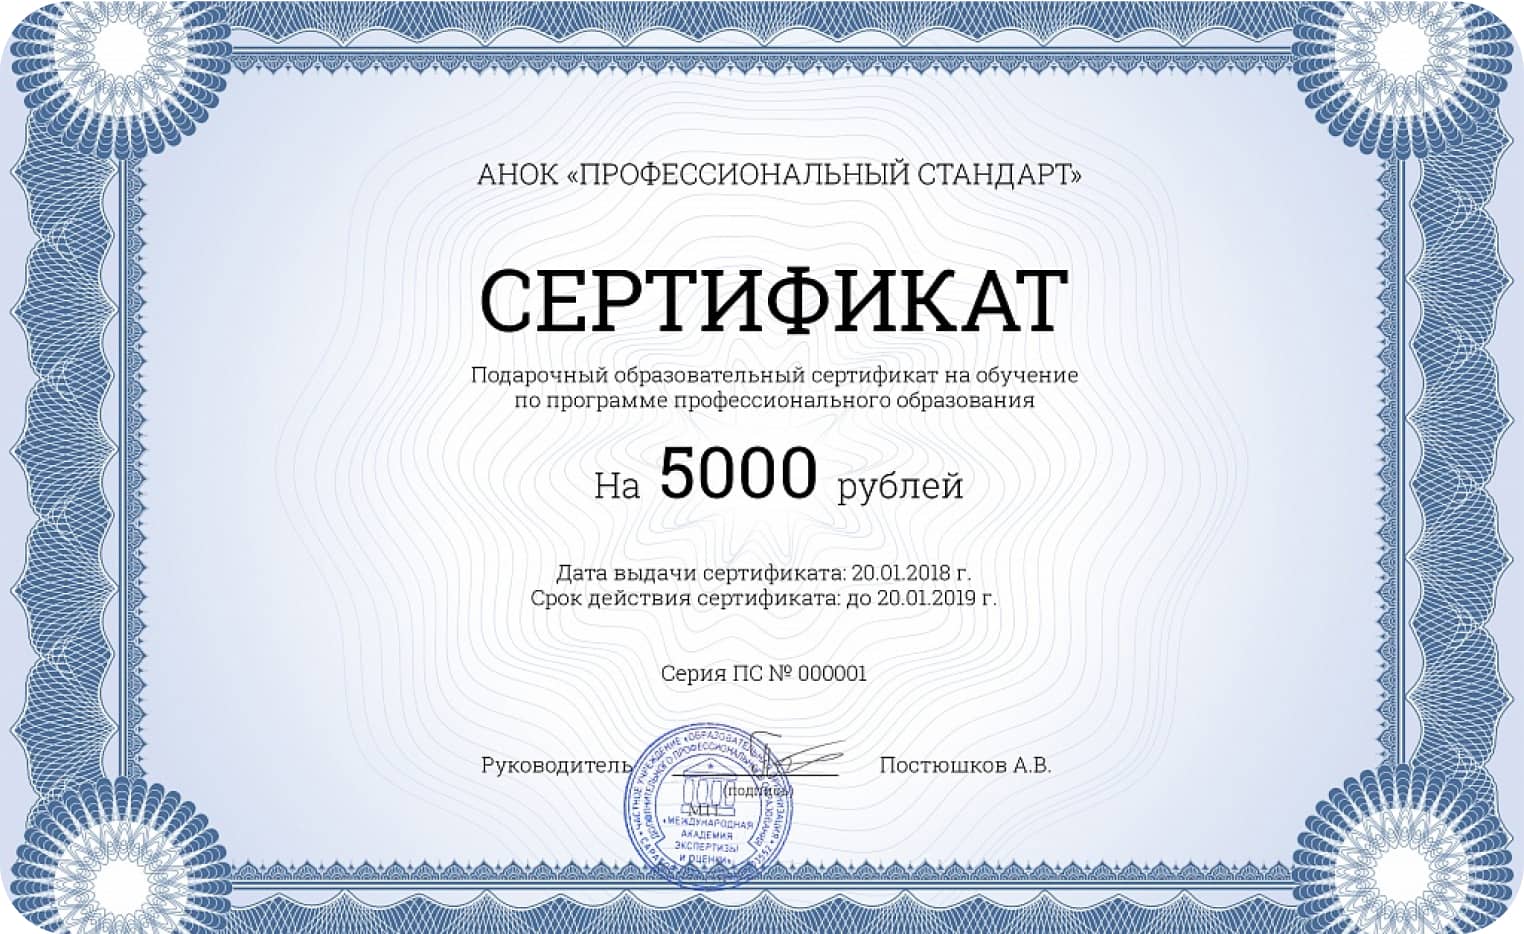 АНОК «ПРОФЕССИОНАЛЬНЫЙ СТАНДАРТ»
СЕРТИФИКАТ
Подарочный образовательный сертификат на обучение
по программе профессионального образования
На 5000 рублей
Дата выдачи сертификата: 20.01.2018 г.
Срок действия сертификата: до 20.01.2019 г.
Серия ПС № 000001
Руководитель
Постюшков А.В.
(подпись)
М.П.
ЧАСТНОЕ УЧРЕЖДЕНИЕ «ОБРАЗОВАТЕЛЬНАЯ ОРГАНИЗАЦИЯ
ДОПОЛНИТЕЛЬНОГО ПРОФЕССИОНАЛЬНОГО ОБРАЗОВАНИЯ
«МЕЖДУНАРОДНАЯ
АКАДЕМИЯ
ЭКСПЕРТИЗЫ
И ОЦЕНКИ»